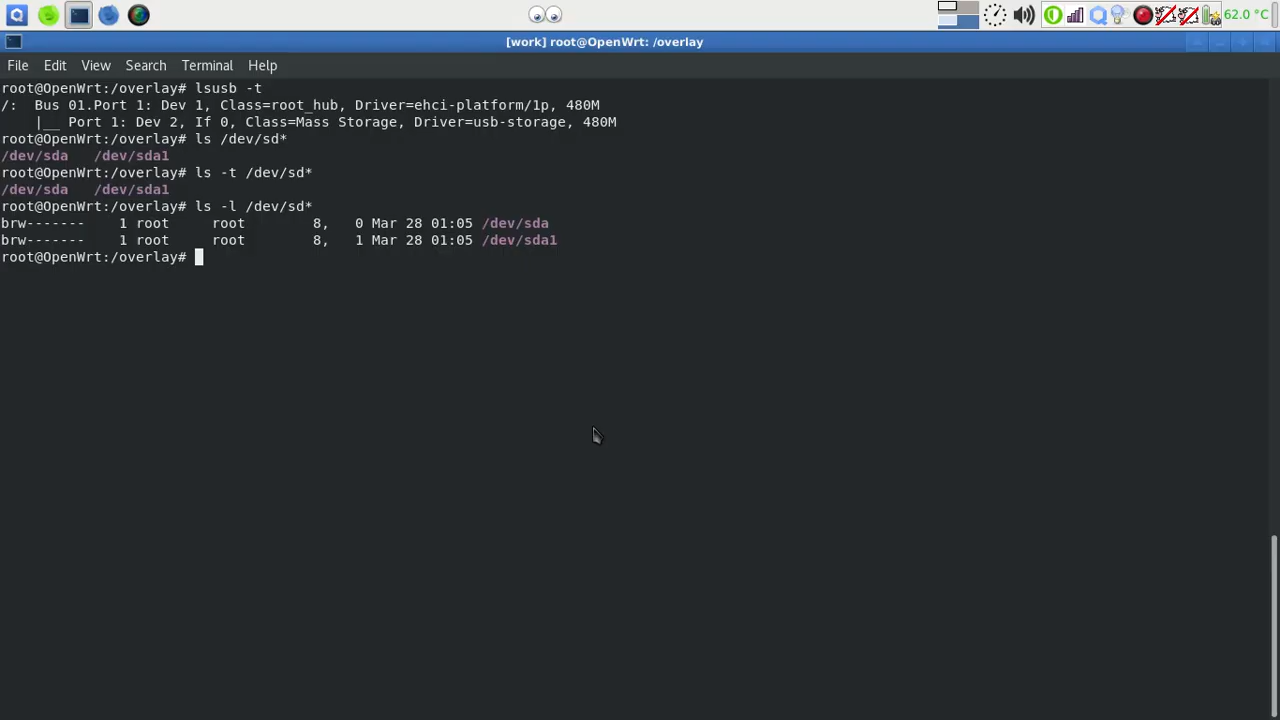 62.0 °C
[work] root@OpenWrt: /overlay
File Edit View Search Terminal Help
root@OpenWrt:/overlay# lsusb -t
/:  Bus 01.Port 1: Dev 1, Class=root_hub, Driver=ehci-platform/1p, 480M
    |__ Port 1: Dev 2, If 0, Class=Mass Storage, Driver=usb-storage, 480M
root@OpenWrt:/overlay# ls /dev/sd*
/dev/sda   /dev/sda1
root@OpenWrt:/overlay# ls -t /dev/sd*
/dev/sda   /dev/sda1
root@OpenWrt:/overlay# ls -l /dev/sd*
brw-------    1 root     root        8,   0 Mar 28 01:05 /dev/sda
brw-------    1 root     root        8,   1 Mar 28 01:05 /dev/sda1
root@OpenWrt:/overlay#